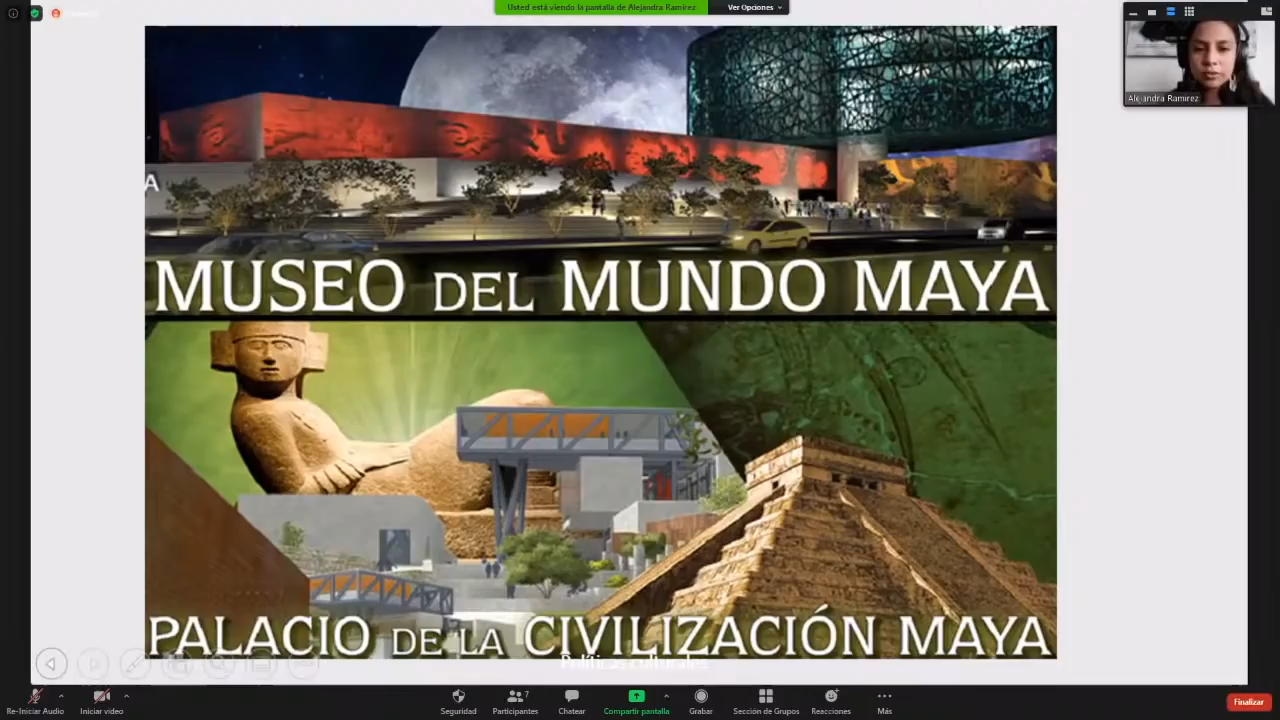 Usted está viendo la pantalla de Alejandra Ramirez
Ver Opciones
Alejandra Ramirez
A
MUSEO DEL MUNDO MAYA
PALACIO DE LA CIVILIZACIÓN MAYA
Políticas culturales
Re-Iniciar Audio
Iniciar video
Seguridad
Participantes
7
Chatear
Compartir pantalla
Grabar
Sección de Grupos
Reacciones
Más
Finalizar